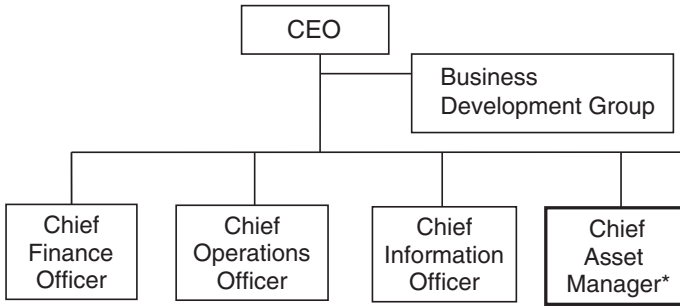 CEO
Business
Development Group
Chief
Finance
Officer
Chief
Operations
Officer
Chief
Information
Officer
Chief
Asset
Manager*